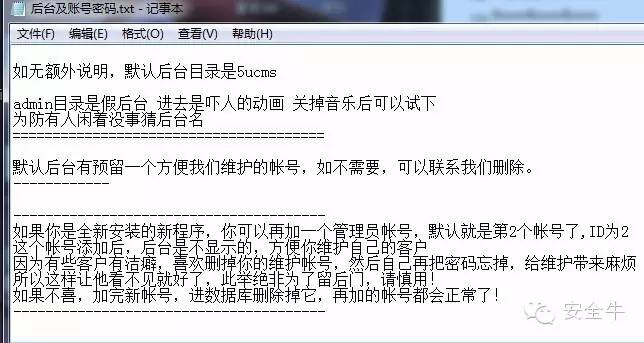 后台及账号密码.txt - 记事本
文件(F) 编辑(E) 格式(O) 查看(V) 帮助(H)
如无额外说明，默认后台目录是5ucms
admin目录是假后台 进去是吓人的动画 关掉音乐后可以试下
为防有人闲着没事猜后台名
=======================================
默认后台有预留一个方便我们维护的帐号，如不需要，可以联系我们删除。
------------
---------------------------------------
如果你是全新安装的新程序，你可以再加一个管理员帐号，默认就是第2个帐号了,ID为2
这个帐号添加后，后台是不显示的，方便你维护自己的客户
因为有些客户有洁癖，喜欢删掉你的维护帐号，然后自己再把密码忘掉，给维护带来麻烦
所以这样让他看不见就好了，此举绝非为了留后门，请慎用！
如果不喜，加完新帐号，进数据库删除掉它，再加的帐号都会正常了！
---------------------------------------
安全牛